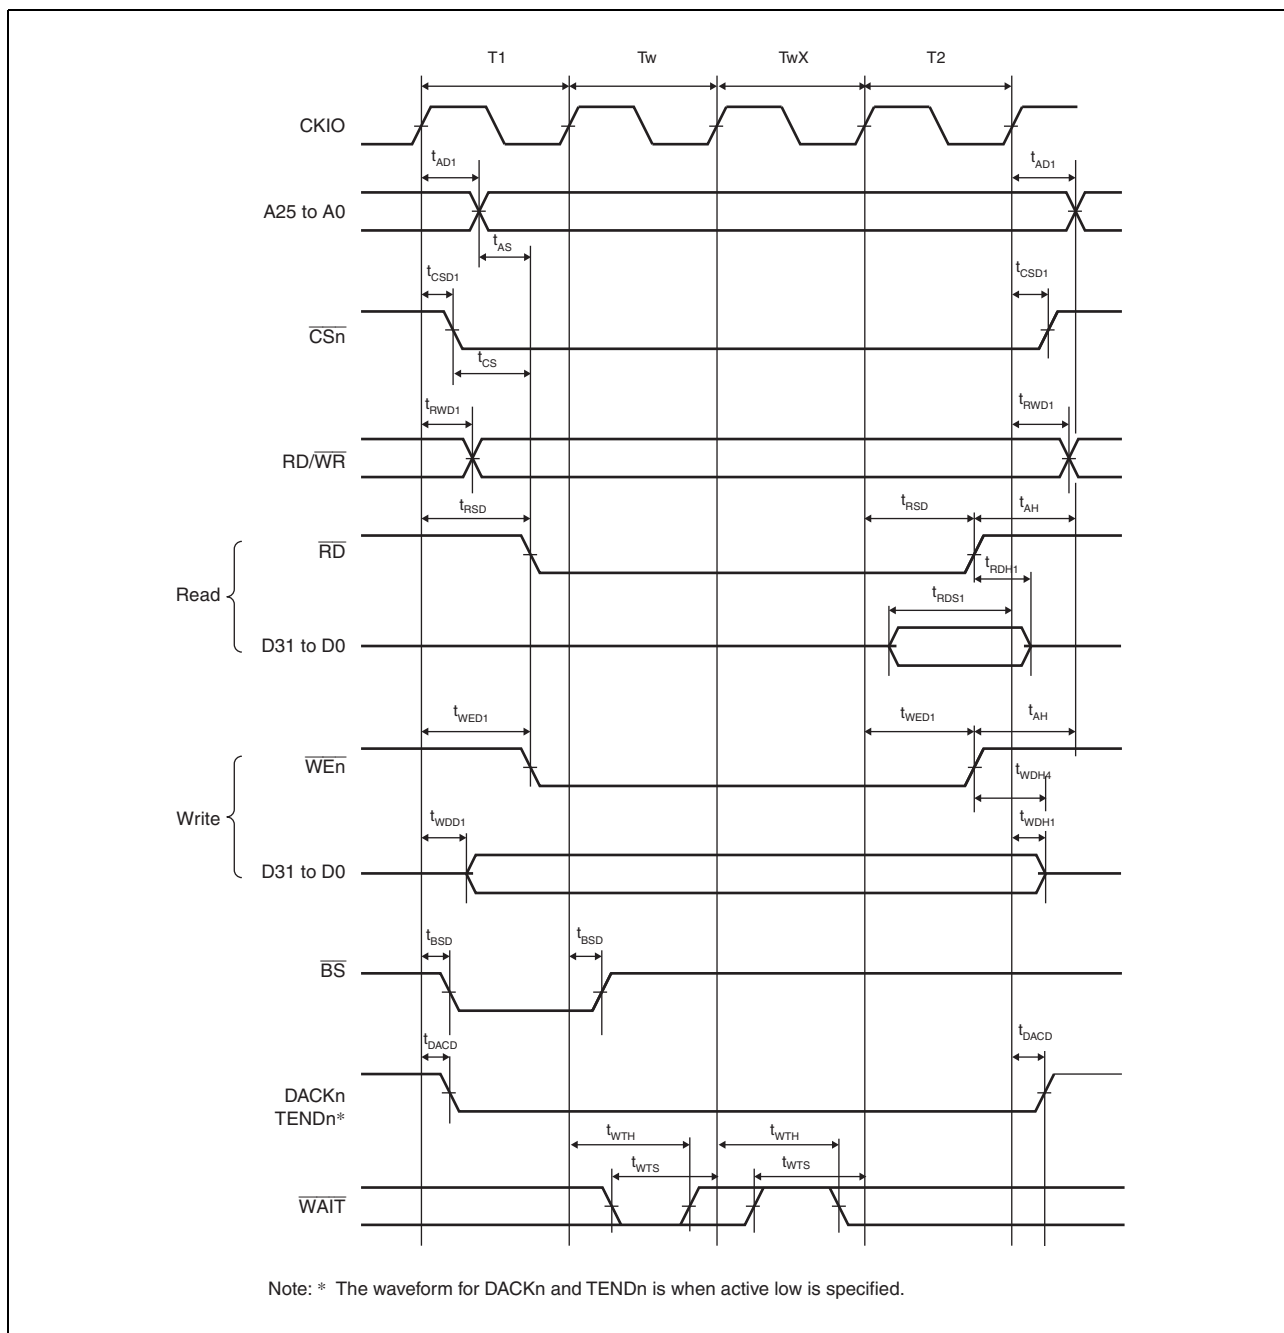 T1 Tw TwX T2
CKIO
tAD1 tAD1
A25 to A0
tAS
tCSD1 tCSD1
CSn
tCS
tRWD1 tRWD1
RD/WR
tRSD tRSD tAH
RD
tRDH1
Read
tRDS1
D31 to D0
tWED1 tWED1 tAH
WEn
tWDH4
Write
tWDD1 tWDH1
D31 to D0
tBSD tBSD
BS
tDACD tDACD
DACKn
TENDn*
tWTH tWTH
tWTS tWTS
WAIT
Note: * The waveform for DACKn and TENDn is when active low is specified.